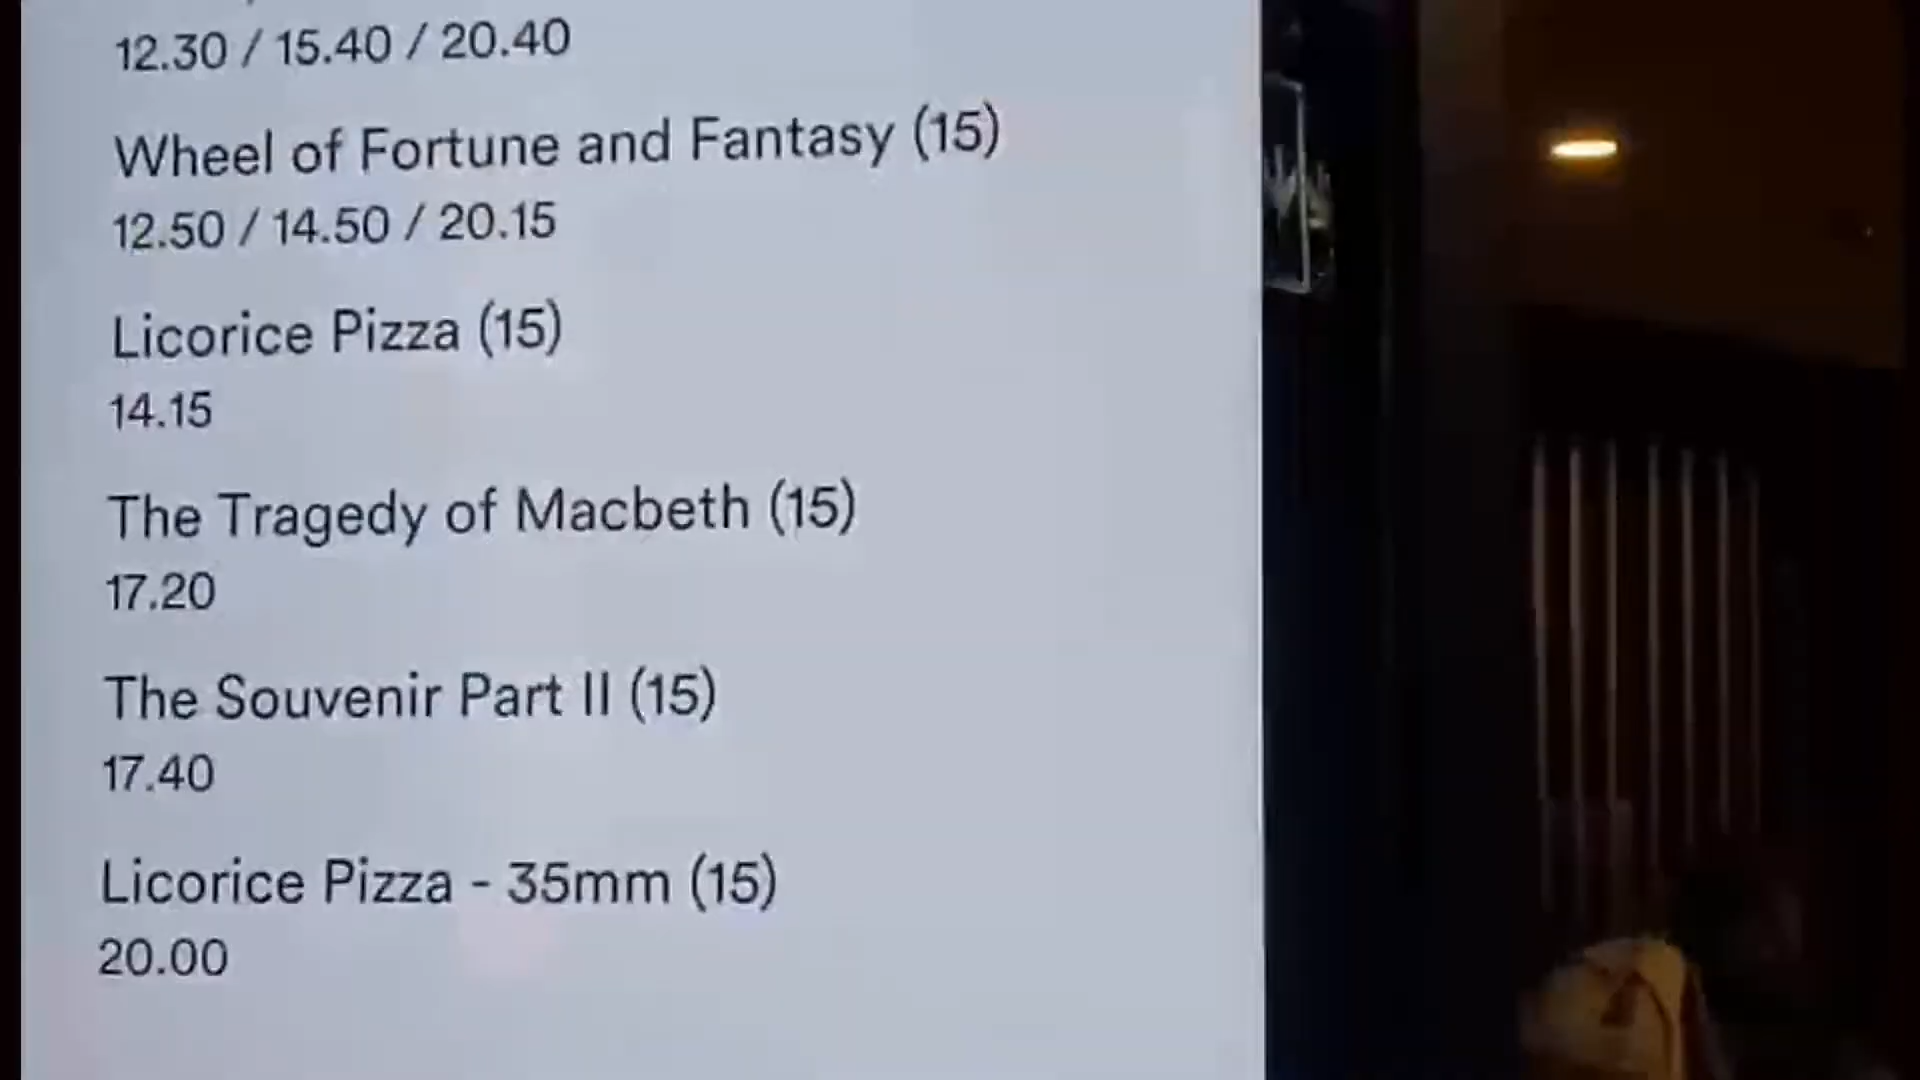 12.30 / 15.40 / 20.40
Wheel of Fortune and Fantasy (15)
12.50 / 14.50 / 20.15
Licorice Pizza (15)
14.15
The Tragedy of Macbeth (15)
17.20
The Souvenir Part II (15)
17.40
Licorice Pizza - 35mm (15)
20.00